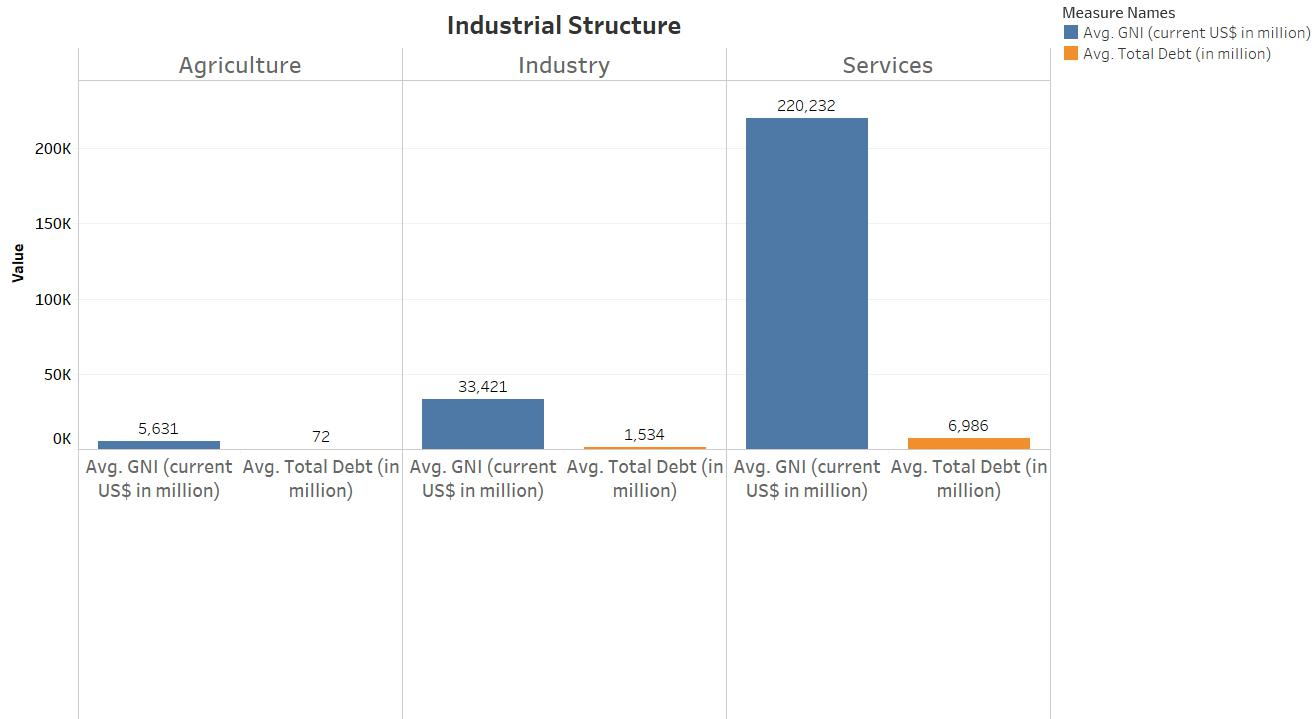 Industrial Structure
Measure Names
Avg. GNI (current US$ in million)
Avg. Total Debt (in million)
Agriculture
Industry
Services
Value
200K
150K
100K
50K
0K
5,631
72
33,421
1,534
220,232
6,986
Avg. GNI (current
US$ in million)
Avg. Total Debt (in
million)
Avg. GNI (current
US$ in million)
Avg. Total Debt (in
million)
Avg. GNI (current
US$ in million)
Avg. Total Debt (in
million)